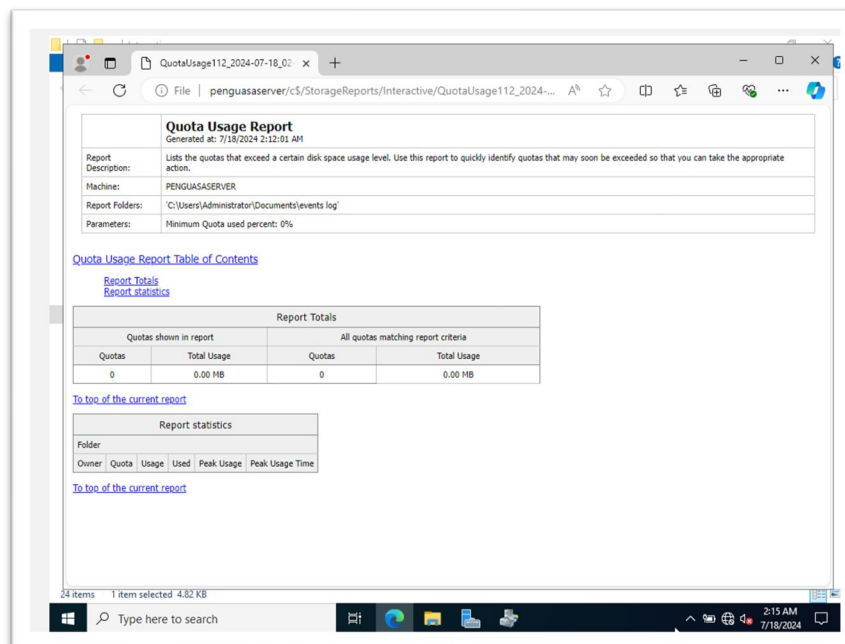 QuotaUsage112_2024-07-18_02-
File penguasaserver/c$/StorageReports/Interactive/QuotaUsage112_2024-...
Quota Usage Report
Generated at: 7/18/2024 2:12:01 AM
Report Description: Lists the quotas that exceed a certain disk space usage level. Use this report to quickly identify quotas that may soon be exceeded so that you can take the appropriate
action.
Machine: PENGUASASERVER
Report Folders: 'C:\Users\Administrator\Documents\events log'
Parameters: Minimum Quota used percent: 0%
Quota Usage Report Table of Contents
Report Totals
Report statistics
Report Totals
Quotas shown in report All quotas matching report criteria
Quotas Total Usage Quotas Total Usage
0 0.00 MB 0 0.00 MB
To top of the current report
Report statistics
Folder
Owner Quota Usage Used Peak Usage Peak Usage Time
To top of the current report
24 items 1 item selected 4.82 KB
Type here to search 2:15 AM
7/18/2024